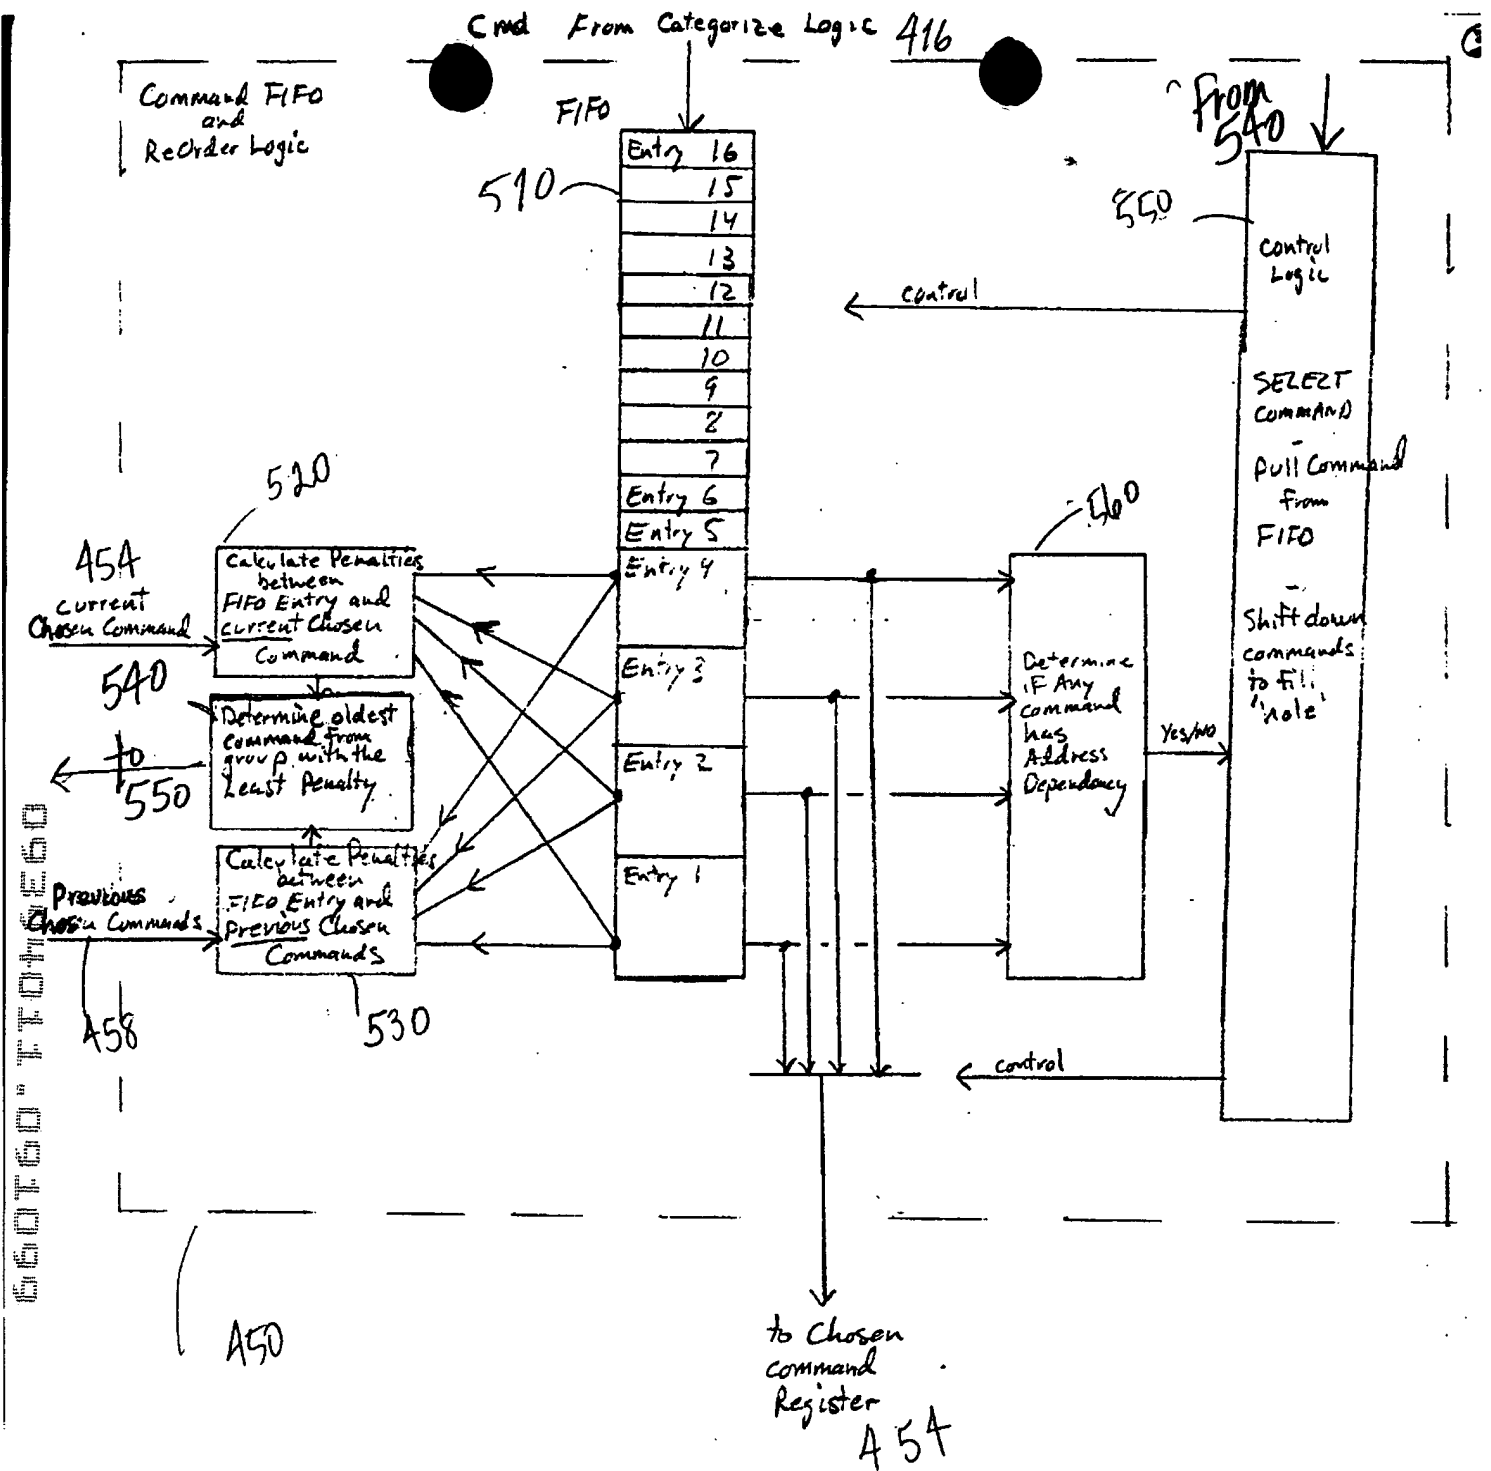 Cmd From Categorize Logic 416
Command FIFO
and
ReOrder Logic
FIFO
From
540
Entry 16
15
14
13
12
11
10
9
8
7
Entry 6
Entry 5
Entry 4
Entry 3
Entry 2
Entry 1
510
550
Control
Logic
SELECT
COMMAND
-
Pull Command
From
FIFO
-
Shift down
commands
to fill
"hole"
control
520
560
454
Current
Chosen Command
Calculate Penalties
between
FIFO Entry and
current Chosen
Command
540
Determine oldest
command from
group with the
Least Penalty
to
550
Calculate Penalties
between
FIFO Entry and
Previous Chosen
Commands
Previous
Chosen Commands
458
530
Determine
IF Any
command
has
Address
Dependency
Yes/No
control
450
to Chosen
command
Register
454